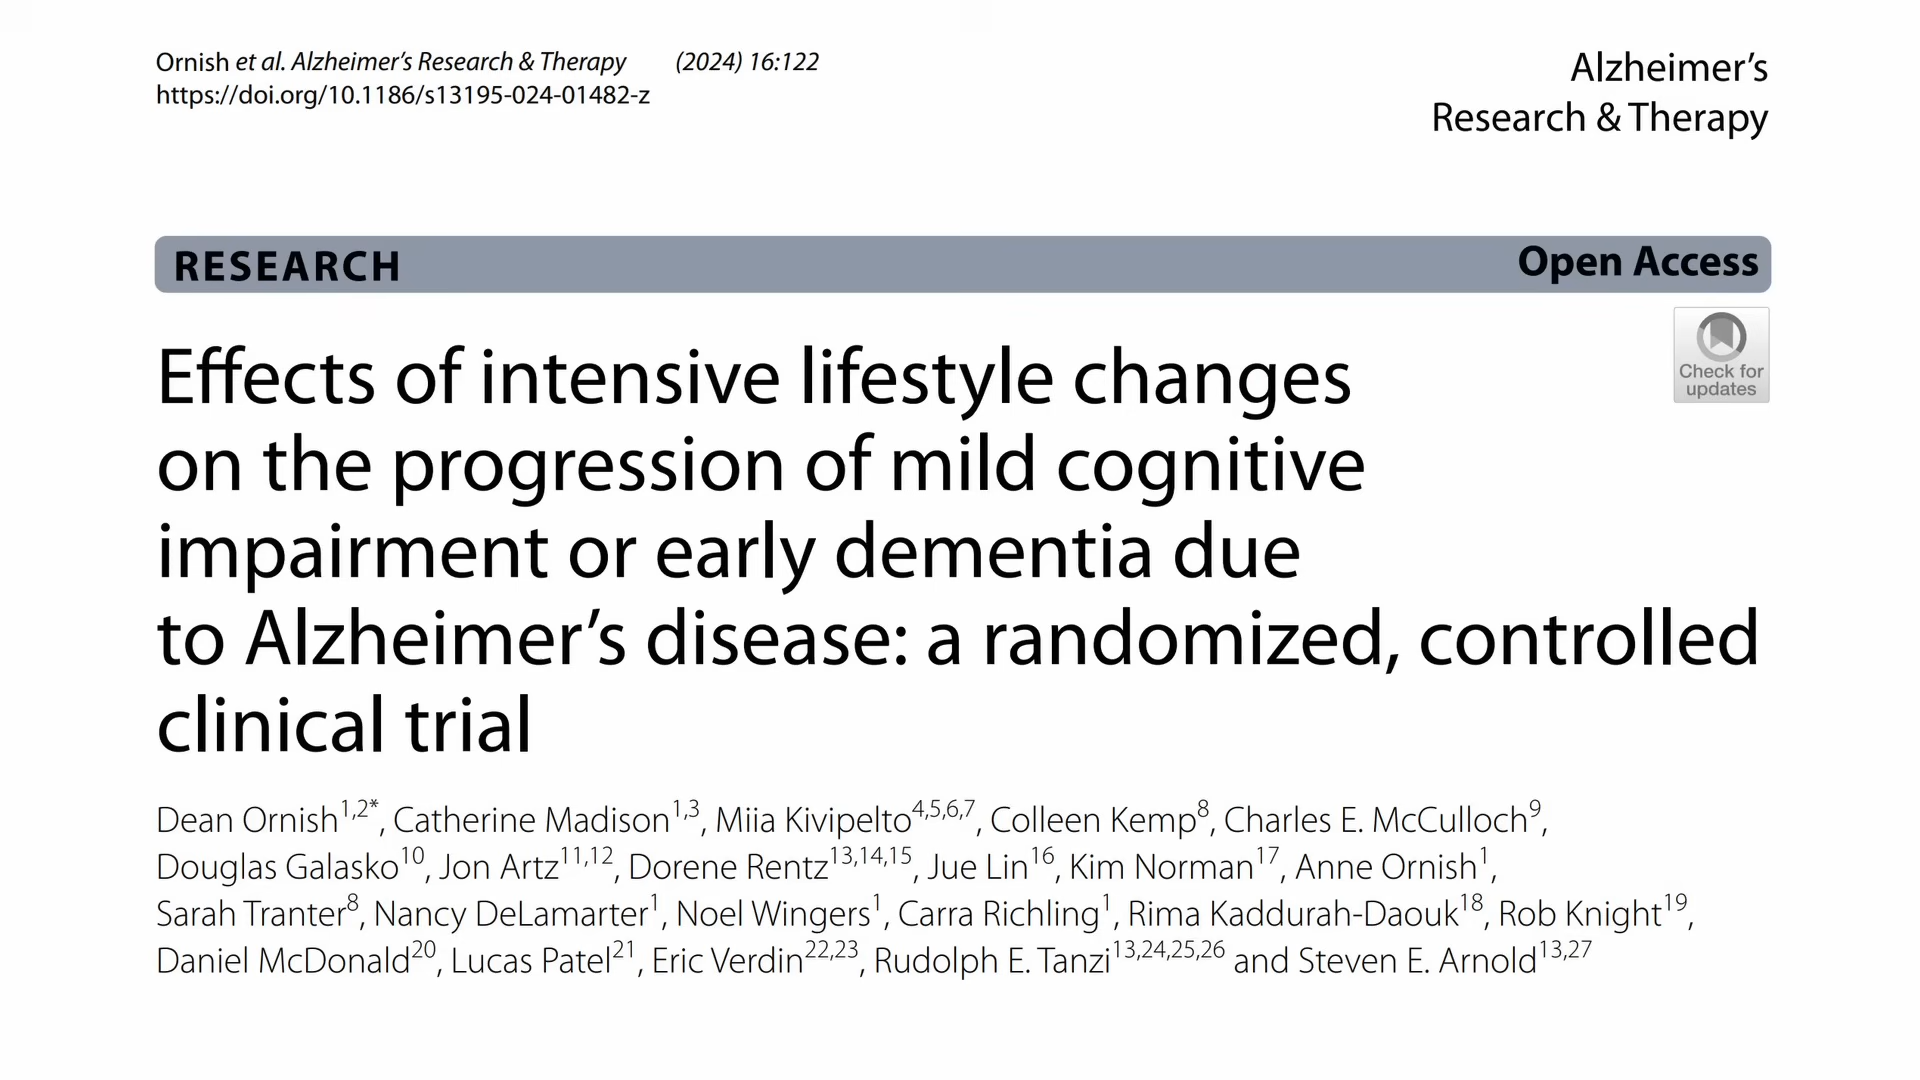 Ornish et al. Alzheimer's Research & Therapy (2024) 16:122
https://doi.org/10.1186/s13195-024-01482-z
Alzheimer's
Research & Therapy
RESEARCH
Open Access
Check for
updates
Effects of intensive lifestyle changes
on the progression of mild cognitive
impairment or early dementia due
to Alzheimer's disease: a randomized, controlled
clinical trial
Dean Ornish1,2*, Catherine Madison1,3, Miia Kivipelto4,5,6,7, Colleen Kemp8, Charles E. McCulloch9,
Douglas Galasko10, Jon Artz11,12, Dorene Rentz13,14,15, Jue Lin16, Kim Norman17, Anne Ornish1,
Sarah Tranter8, Nancy DeLamarter1, Noel Wingers1, Carra Richling1, Rima Kaddurah-Daouk18, Rob Knight19,
Daniel McDonald20, Lucas Patel21, Eric Verdin22,23, Rudolph E. Tanzi13,24,25,26 and Steven E. Arnold13,27